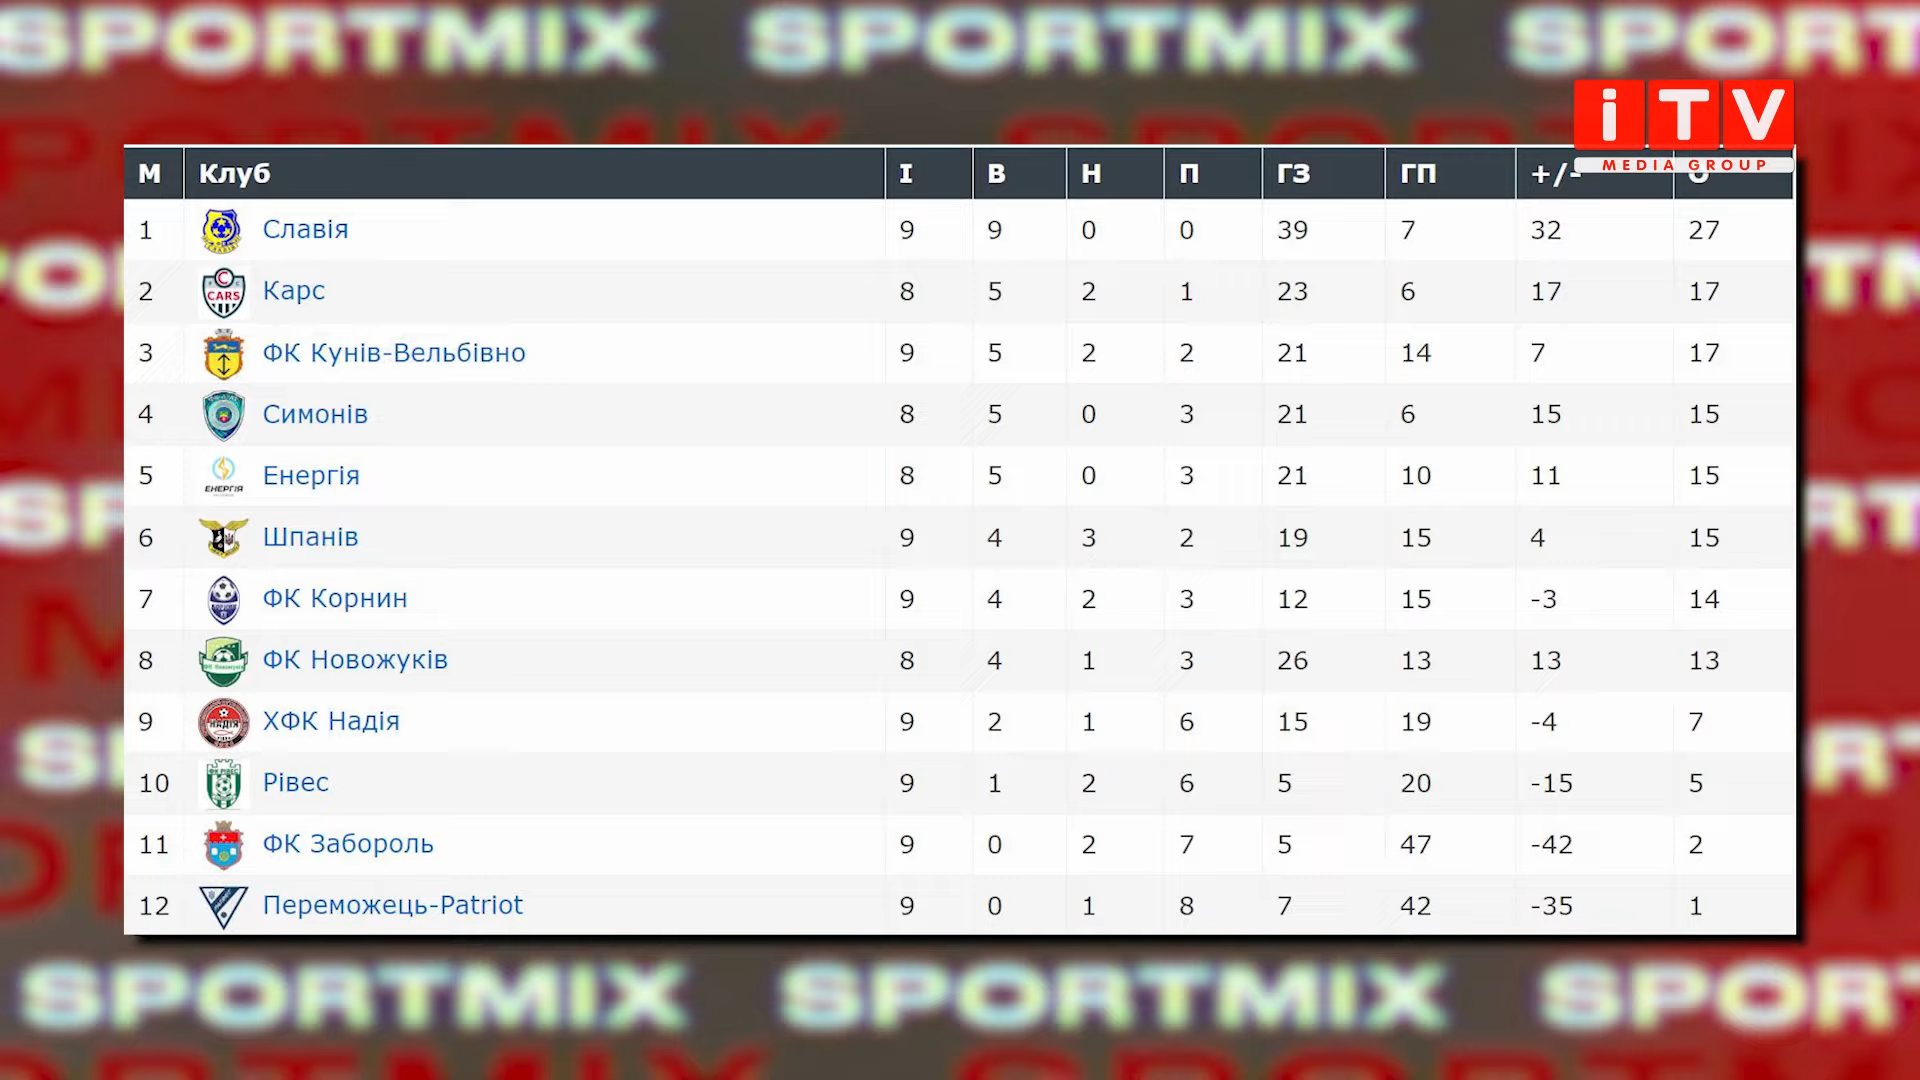 SPORTMIX SPORTMIX SPORT
iTV
MEDIA GROUP
М Клуб І В Н П ГЗ ГП +/- О
1 Славія 9 9 0 0 39 7 32 27
2 CARS Карс 8 5 2 1 23 6 17 17
3 ФК Кунів-Вельбівно 9 5 2 2 21 14 7 17
4 Симонів 8 5 0 3 21 6 15 15
5 ЕНЕРГІЯ Енергія 8 5 0 3 21 10 11 15
6 Шпанів 9 4 3 2 19 15 4 15
7 ФК Корнин 9 4 2 3 12 15 -3 14
8 ФК Новожуків 8 4 1 3 26 13 13 13
9 НАДІЯ ХФК Надія 9 2 1 6 15 19 -4 7
10 ФК РІВЕС Рівес 9 1 2 6 5 20 -15 5
11 ФК Забороль 9 0 2 7 5 47 -42 2
12 Переможець-Patriot 9 0 1 8 7 42 -35 1
SPORTMIX SPORTMIX SPOR